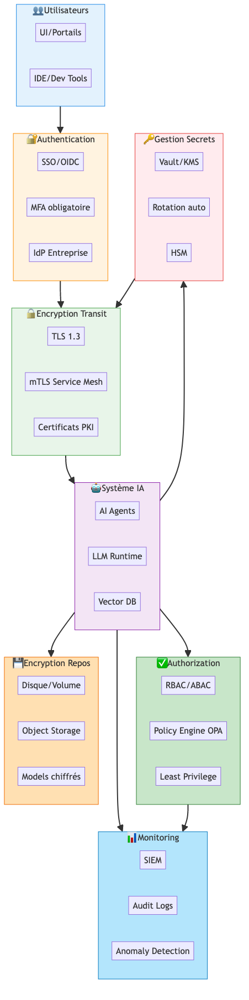 👥Utilisateurs
UI/Portails
IDE/Dev Tools
🔐Authentication
SSO/OIDC
MFA obligatoire
IdP Entreprise
🔑Gestion Secrets
Vault/KMS
Rotation auto
HSM
🔒Encryption Transit
TLS 1.3
mTLS Service Mesh
Certificats PKI
🤖Système IA
AI Agents
LLM Runtime
Vector DB
💾Encryption Repos
Disque/Volume
Object Storage
Models chiffrés
✅Authorization
RBAC/ABAC
Policy Engine OPA
Least Privilege
📊Monitoring
SIEM
Audit Logs
Anomaly Detection